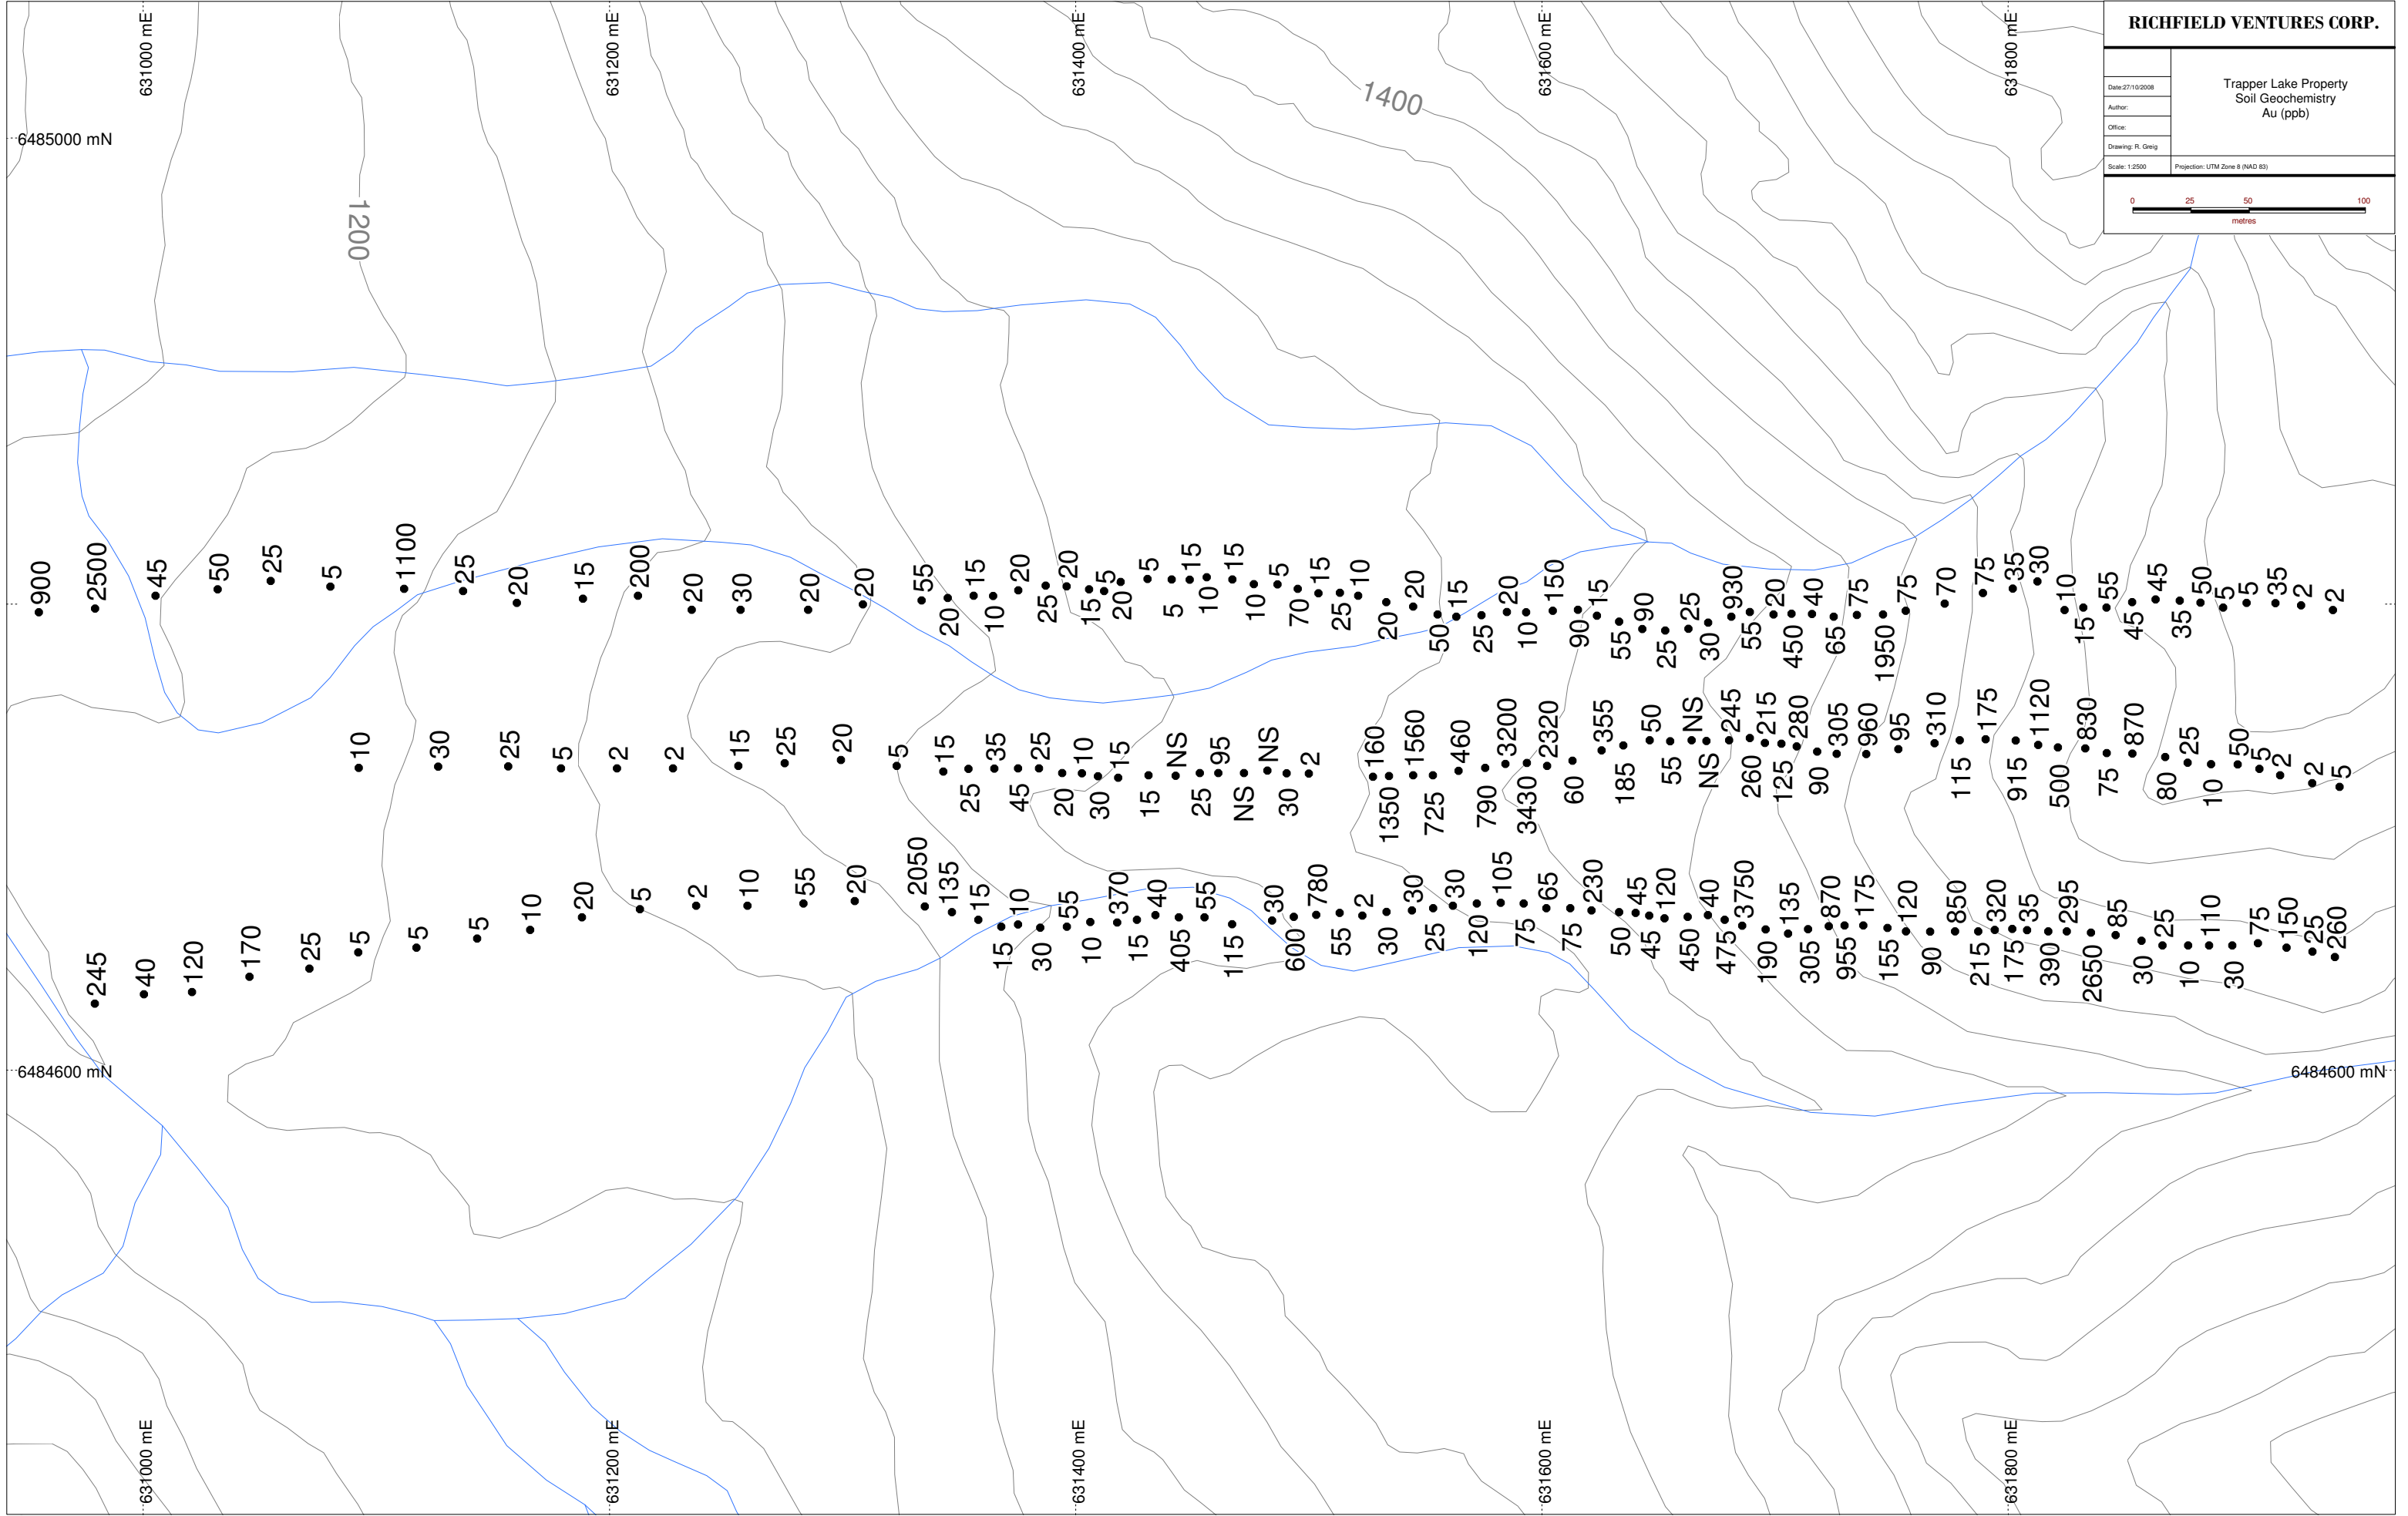 631000 mE
631200 mE
631400 mE
631600 mE
631800 mE
RICHFIELD VENTURES CORP.
Trapper Lake Property
Soil Geochemistry
Au (ppb)
Date:27/10/2008
Author:
Office:
Drawing: R. Greig
Scale: 1:2500
Projection: UTM Zone 8 (NAD 83)
0 25 50 100
metres
1400
6485000 mN
1200
900 2500 45 50 25 5 1100 25 20 15 200 20 30 20 20 55 20 15 10 20 25 20 15 5 20 5 5 15 10 15 10 5 70 15 25 10 20 20 50 15 25 20 10 150 90 15 55 90 25 25 30 930 55 20 450 40 65 75 1950 75 70 75 35 30 10 15 55 45 45 35 50 5 5 35 2 2
10 30 25 5 2 2 15 25 20 5 15 25 35 45 25 20 10 30 15 15 NS 25 95 NS NS 30 2 160 1350 1560 725 460 790 3200 3430 2320 60 355 185 50 55 NS NS 245 260 215 125 280 90 305 960 95 310 115 175 915 1120 500 830 75 870 80 25 10 50 5 2 2 5
245 40 120 170 25 5 5 5 10 20 5 2 10 55 20 2050 135 15 15 10 30 55 10 370 15 40 405 55 115 30 600 780 55 2 30 30 25 30 120 105 75 65 75 230 50 45 45 120 450 40 475 3750 190 135 305 870 955 175 155 120 90 850 215 320 175 35 390 295 2650 85 30 25 10 110 30 75 150 25 260
6484600 mN
6484600 mN
631000 mE
631200 mE
631400 mE
631600 mE
631800 mE